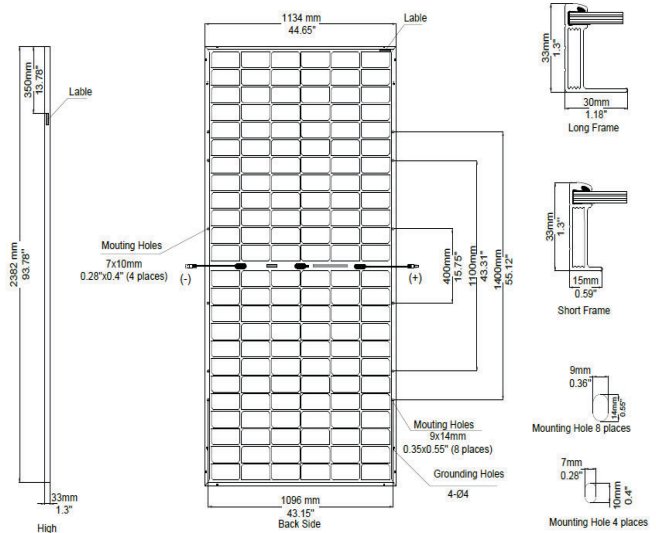 1134 mm
44.65"
Lable
350mm
13.78"
Lable
2382 mm
93.78"
Mouting Holes
7x10mm
0.28"x0.4" (4 places)
(-)
(+)
400mm
15.75"
1100mm
43.31"
1400mm
55.12"
Mouting Holes
9x14mm
0.35x0.55" (8 places)
Grounding Holes
4-Ø4
1096 mm
43.15"
Back Side
33mm
1.3"
High
33mm
1.3"
30mm
1.18"
Long Frame
33mm
1.3"
15mm
0.59"
Short Frame
9mm
0.36"
14mm
0.55"
Mounting Hole 8 places
7mm
0.28"
10mm
0.4"
Mounting Hole 4 places